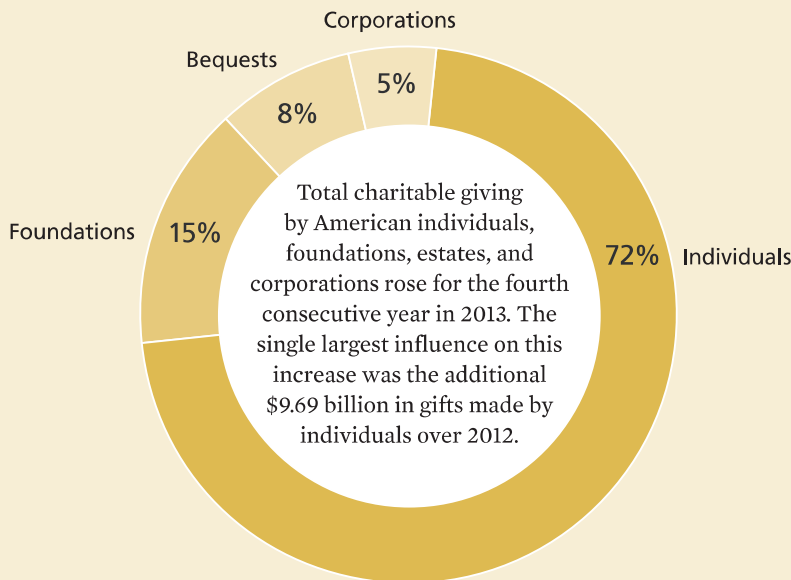 Corporations
Bequests
5%
8%
Foundations
15%
72%
Individuals
Total charitable giving
by American individuals,
foundations, estates, and
corporations rose for the fourth
consecutive year in 2013. The
single largest influence on this
increase was the additional
$9.69 billion in gifts made by
individuals over 2012.